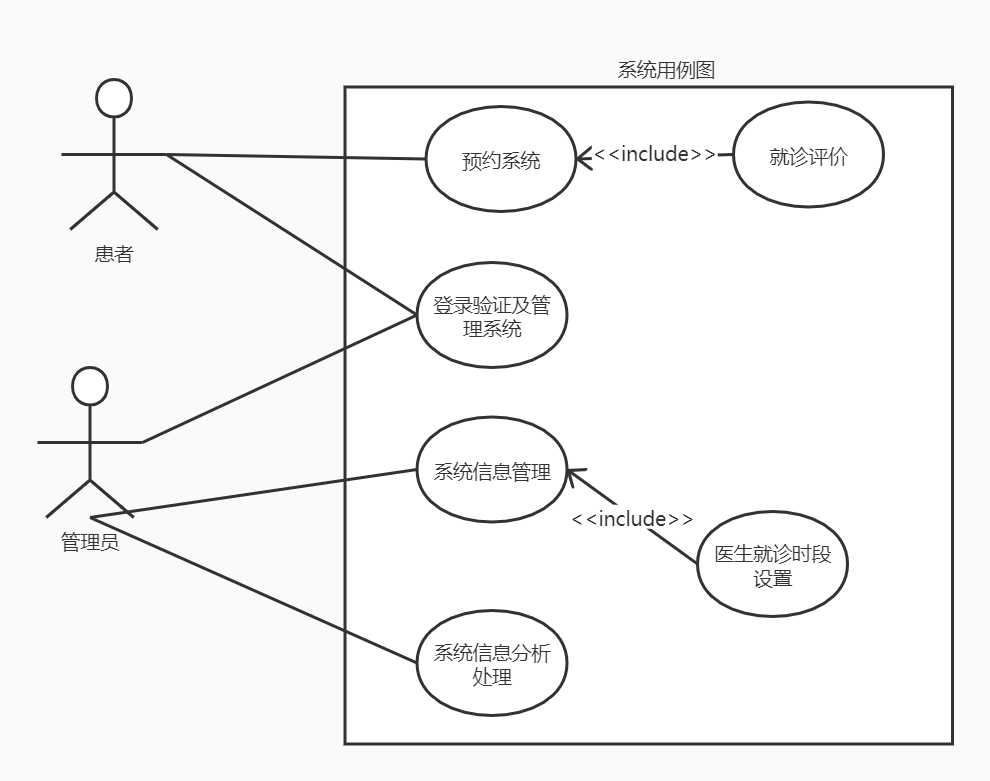 系统用例图
预约系统
<<include>>
就诊评价
患者
登录验证及管
理系统
系统信息管理
<<include>>
管理员
医生就诊时段
设置
系统信息分析
处理